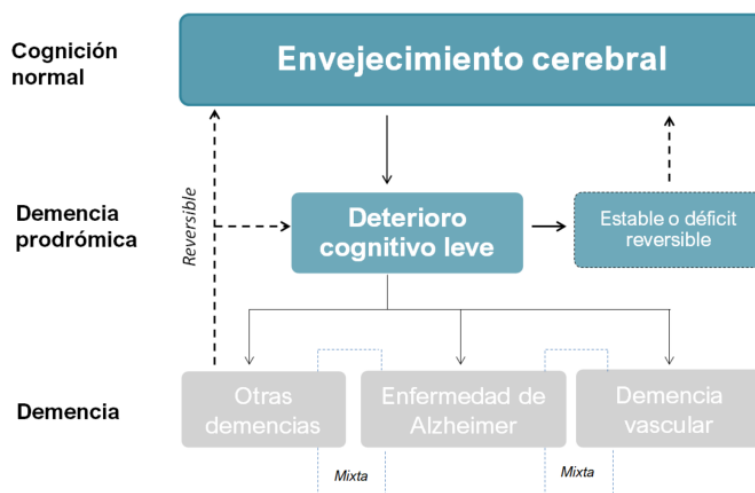 Cognición
normal
Envejecimiento cerebral
Reversible
Demencia
prodrómica
Deterioro
cognitivo leve
Estable o déficit
reversible
Demencia
Otras
demencias
Enfermedad de
Alzheimer
Demencia
vascular
Mixta
Mixta